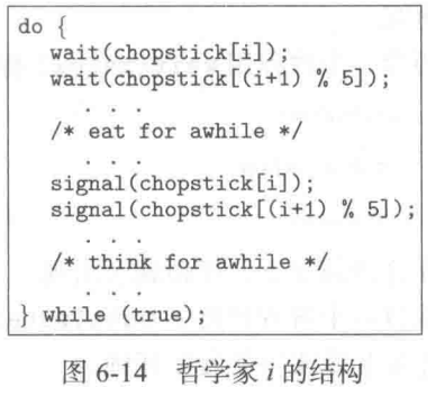 do {
wait(chopstick[i]);
wait(chopstick[(i+1) % 5]);
. . .
/* eat for awhile */
. . .
signal(chopstick[i]);
signal(chopstick[(i+1) % 5]);
. . .
/* think for awhile */
. . .
} while (true);
图 6-14 哲学家 i 的结构